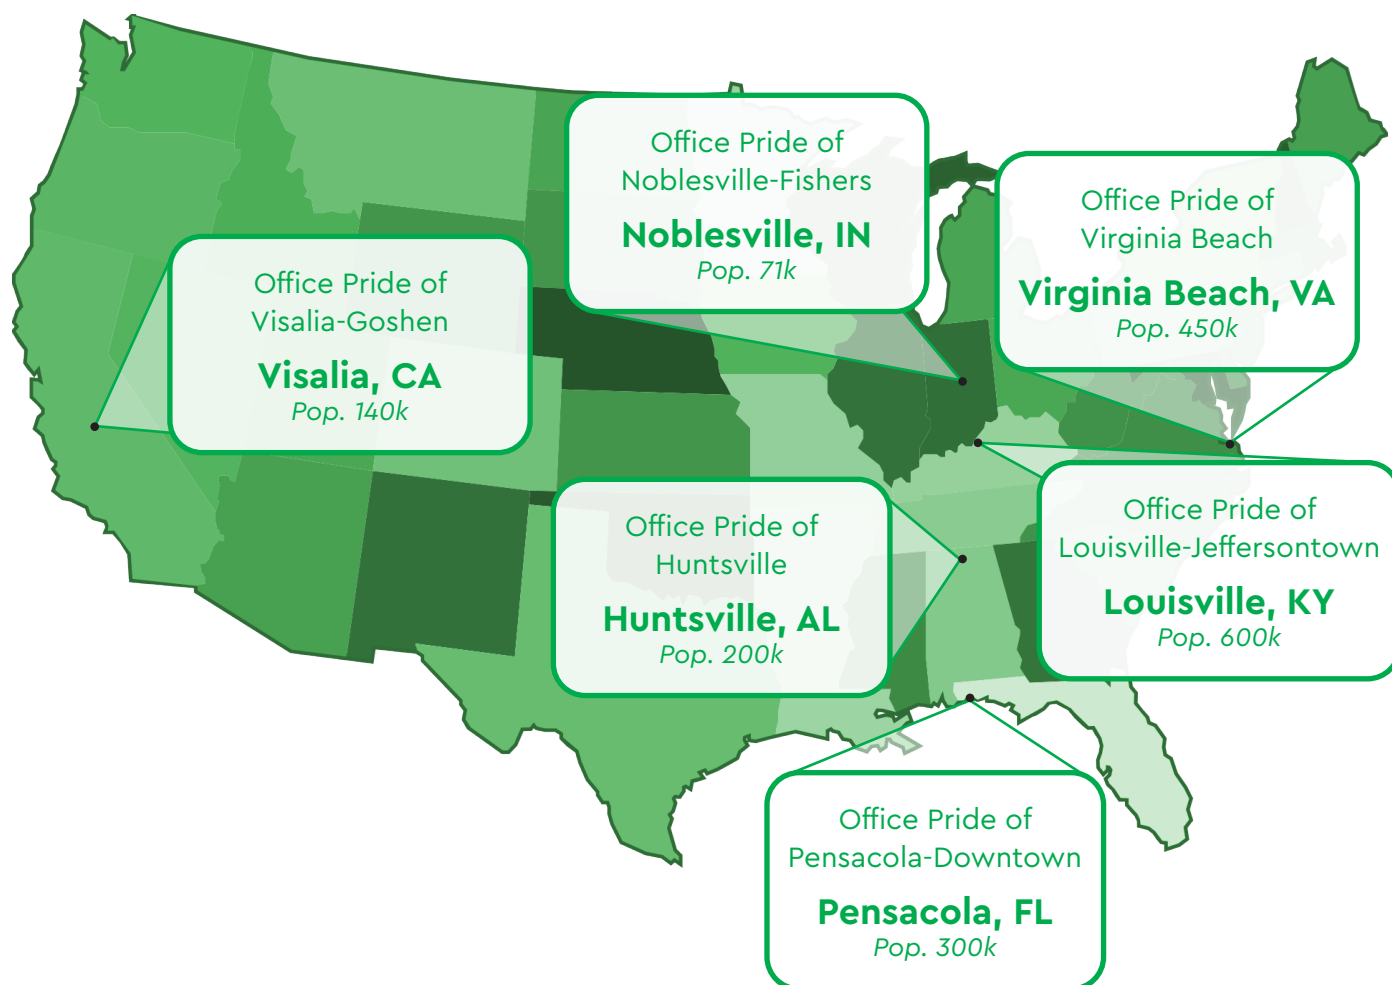 Office Pride of
Noblesville-Fishers
Noblesville, IN
Pop. 71k
Office Pride of
Virginia Beach
Virginia Beach, VA
Pop. 450k
Office Pride of
Visalia-Goshen
Visalia, CA
Pop. 140k
Office Pride of
Huntsville
Huntsville, AL
Pop. 200k
Office Pride of
Louisville-Jeffersontown
Louisville, KY
Pop. 600k
Office Pride of
Pensacola-Downtown
Pensacola, FL
Pop. 300k